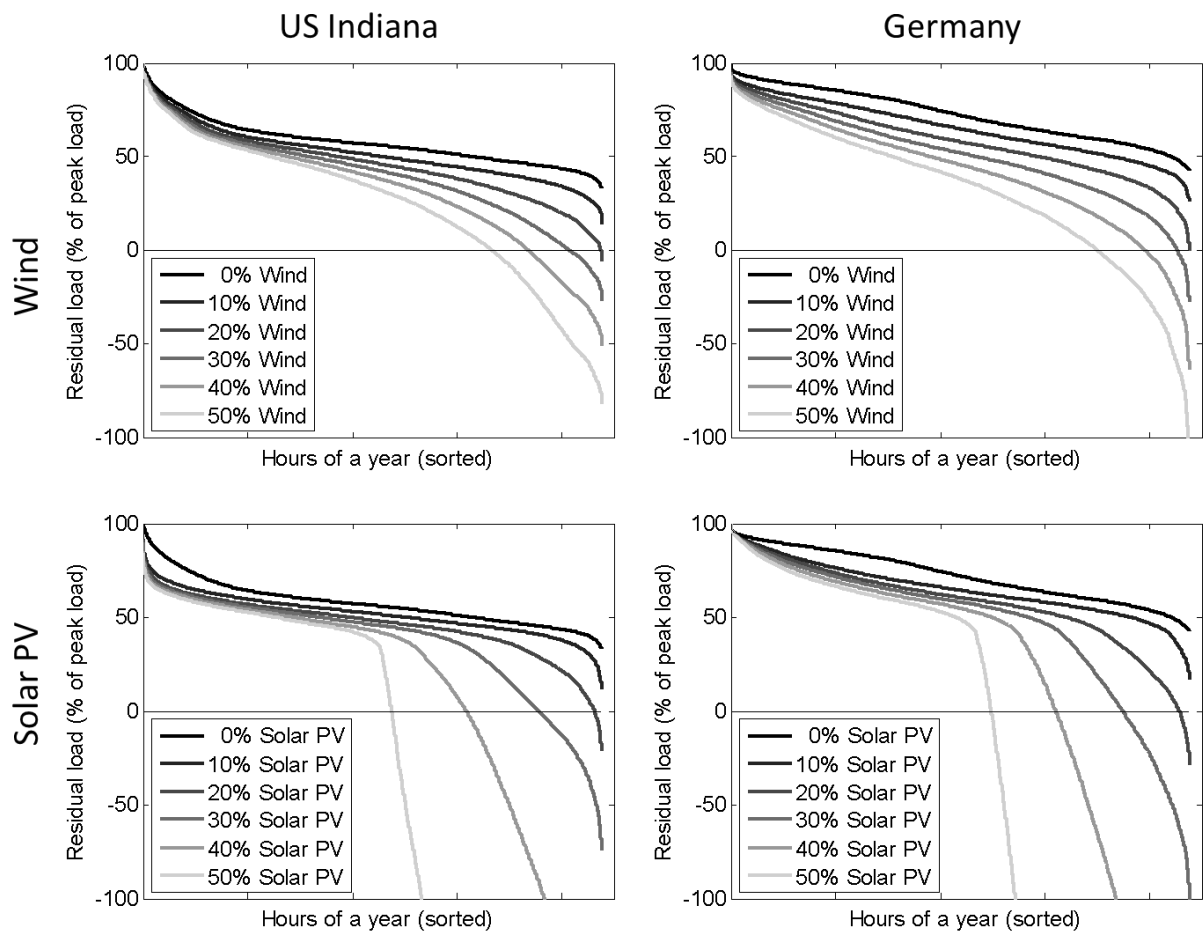 US Indiana
Germany
Wind
Residual load (% of peak load)
100
50
0
-50
-100
0% Wind
10% Wind
20% Wind
30% Wind
40% Wind
50% Wind
Hours of a year (sorted)
Residual load (% of peak load)
100
50
0
-50
-100
0% Wind
10% Wind
20% Wind
30% Wind
40% Wind
50% Wind
Hours of a year (sorted)
Solar PV
Residual load (% of peak load)
100
50
0
-50
-100
0% Solar PV
10% Solar PV
20% Solar PV
30% Solar PV
40% Solar PV
50% Solar PV
Hours of a year (sorted)
Residual load (% of peak load)
100
50
0
-50
-100
0% Solar PV
10% Solar PV
20% Solar PV
30% Solar PV
40% Solar PV
50% Solar PV
Hours of a year (sorted)